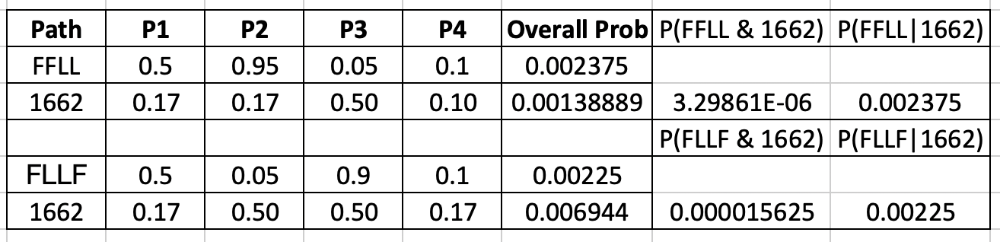 Path P1 P2 P3 P4 Overall Prob P(FFLL & 1662) P(FFLL|1662)
FFLL 0.5 0.95 0.05 0.1 0.002375
1662 0.17 0.17 0.50 0.10 0.00138889 3.29861E-06 0.002375
P(FLLF & 1662) P(FLLF|1662)
FLLF 0.5 0.05 0.9 0.1 0.00225
1662 0.17 0.50 0.50 0.17 0.006944 0.000015625 0.00225